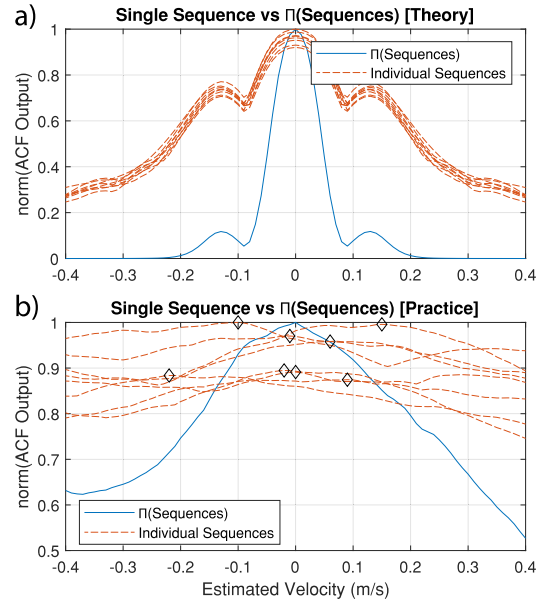 a)
Single Sequence vs Π(Sequences) [Theory]
norm(ACF Output)
1
0.8
0.6
0.4
0.2
0
Π(Sequences)
Individual Sequences
-0.4 -0.3 -0.2 -0.1 0 0.1 0.2 0.3 0.4
b)
Single Sequence vs Π(Sequences) [Practice]
norm(ACF Output)
1
0.9
0.8
1
0.6
0.5
Π(Sequences)
Individual Sequences
-0.4 -0.3 -0.2 -0.1 0 0.1 0.2 0.3 0.4
Estimated Velocity (m/s)